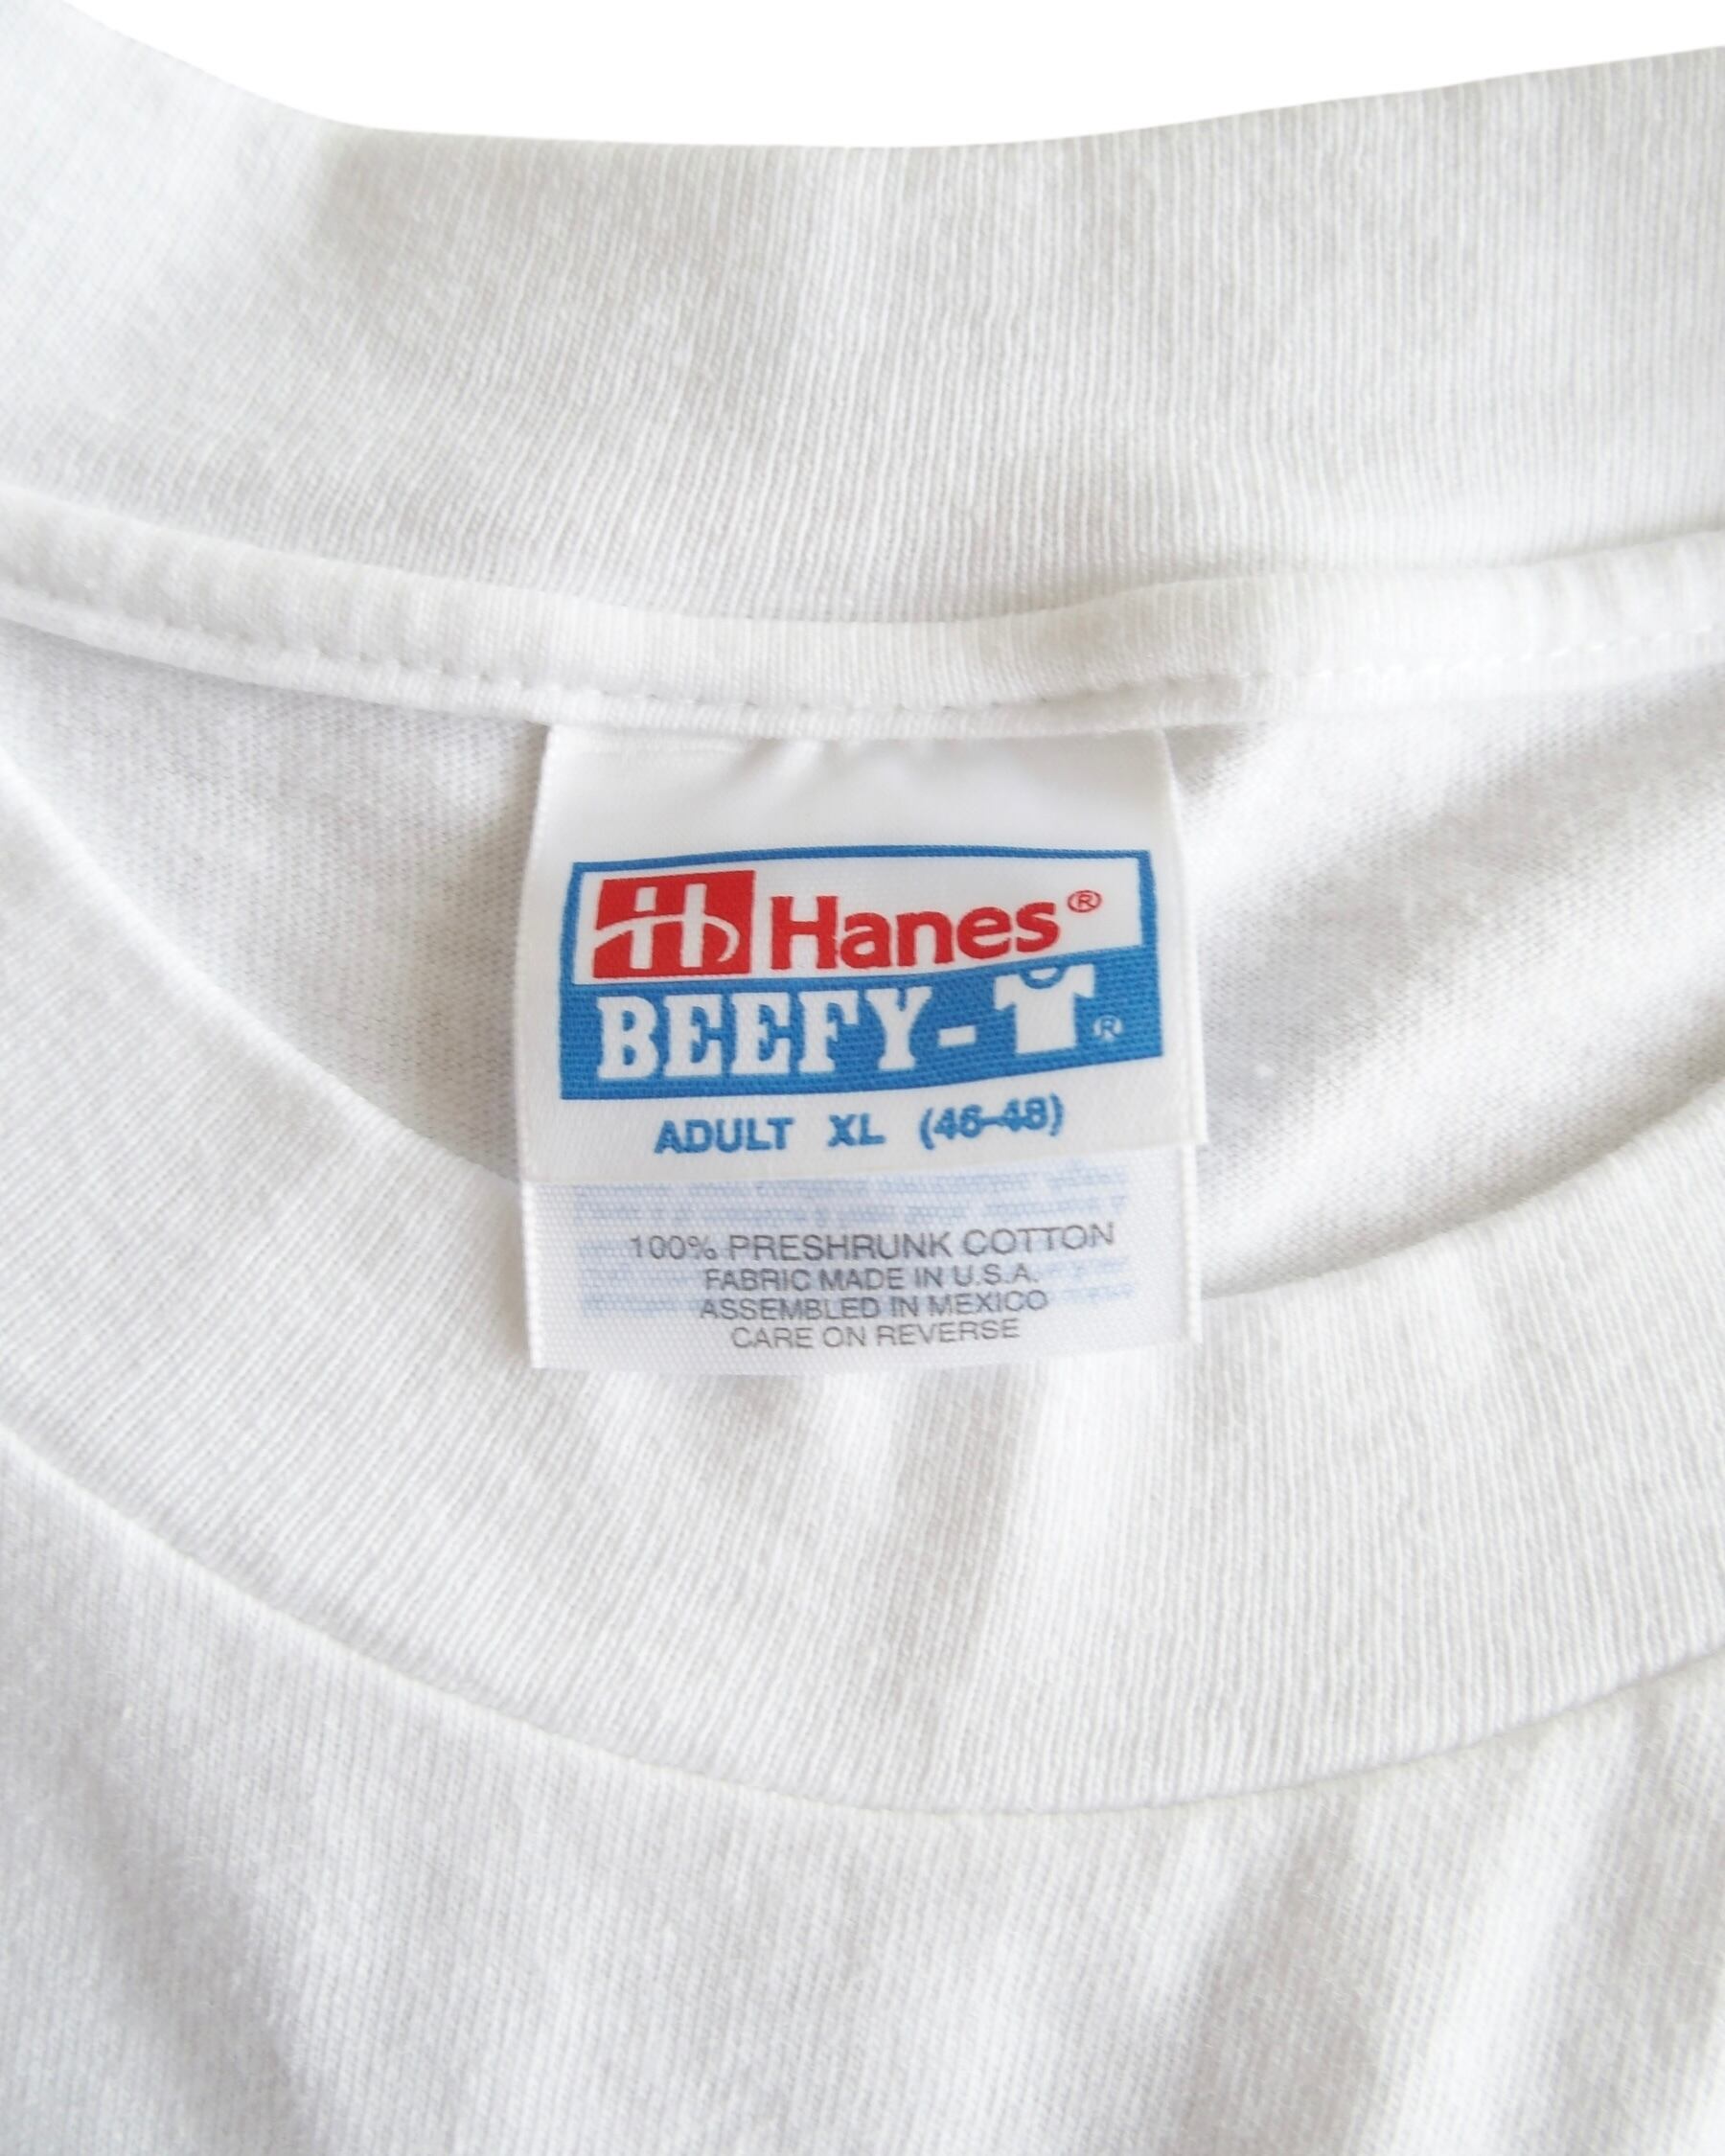 Hanes®
BEEFY-T®
ADULT XL (46-48)
100% PRESHRUNK COTTON
FABRIC MADE IN U.S.A.
ASSEMBLED IN MEXICO
CARE ON REVERSE